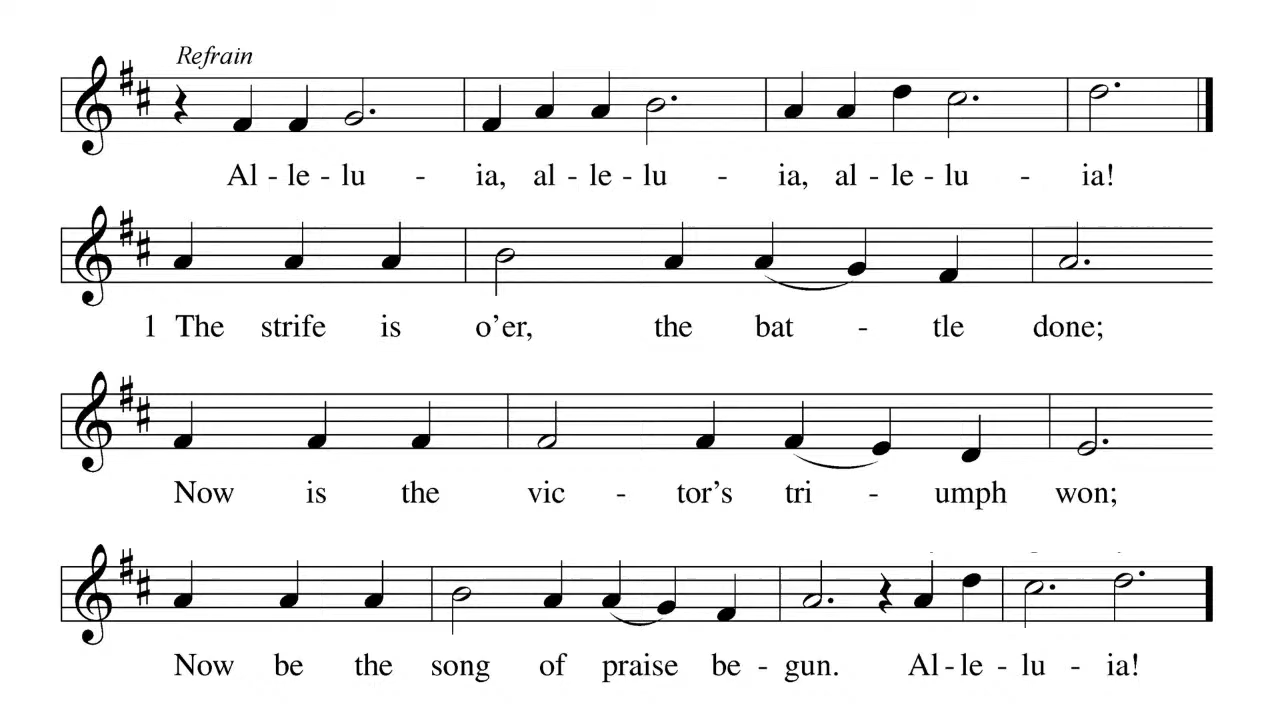 Refrain
Al - le - lu - ia, al - le - lu - ia, al - le - lu - ia!
1 The strife is o’er, the bat - tle done;
Now is the vic - tor’s tri - umph won;
Now be the song of praise be - gun. Al - le - lu - ia!